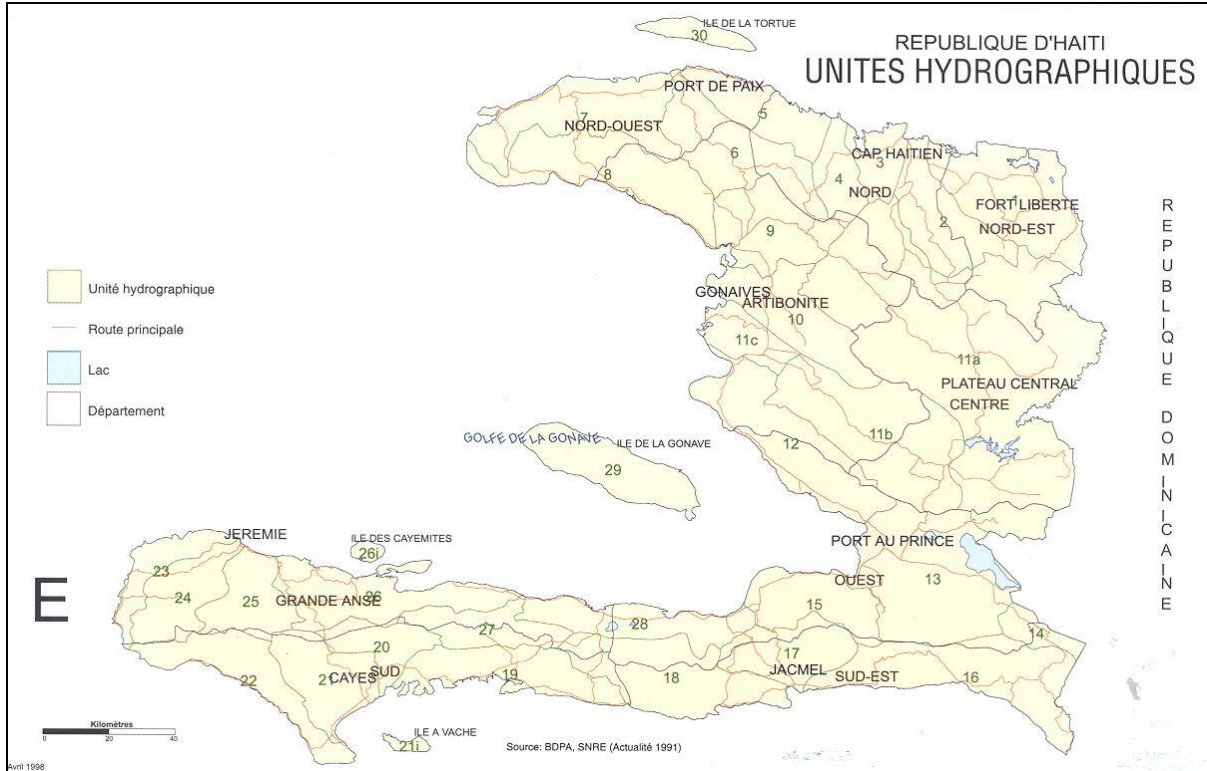 ILE DE LA TORTUE
30
REPUBLIQUE D'HAITI
UNITES HYDROGRAPHIQUES
PORT DE PAIX
5
7
NORD-OUEST
6
CAP HAITIEN
3
8
4
NORD
1
FORT LIBERTE
2
NORD-EST
9
REPUBLIQUE DOMINICAINE
Unité hydrographique
Route principale
Lac
Département
GONAIVES
ARTIBONITE
10
11c
11a
PLATEAU CENTRAL
CENTRE
11b
12
GOLFE DE LA GONAVE
ILE DE LA GONAVE
29
JEREMIE
ILE DES CAYEMITES
26i
PORT AU PRINCE
E
23
24
25
GRANDE ANSE
26
OUEST
13
15
28
27
14
20
17
22
21
CAYES
SUD
19
18
JACMEL
SUD-EST
16
Kilomètres
0 20 40
ILE A VACHE
21i
Source: BDPA, SNRE (Actualité 1991)
Avril 1998